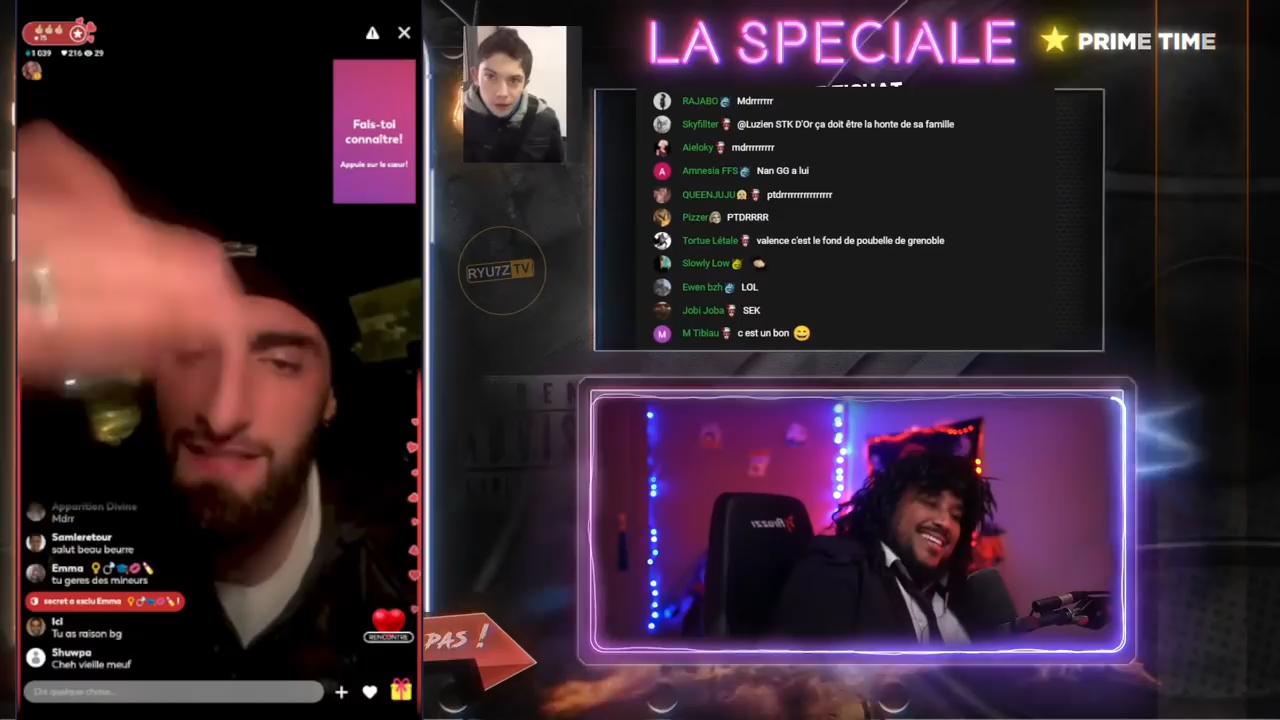 75
1 039 216 29
Fais-toi
connaître!
Appuie sur le cœur!
Apparition Divine
Mdrr
Samleretour
salut beau beurre
Emma
tu geres des mineurs
secret a exclu Emma
Ici
Tu as raison bg
Shuwpa
Cheh vieille meuf
Dit quelque chose...
RENCONTRE
LA SPECIALE
PRIME TIME
RYU7Z TV
RAJABO Mdrrrrrrr
Skyfillter @Luzien STK D'Or ça doit être la honte de sa famille
Aieloky mdrrrrrrrrr
Amnesia FFS Nan GG a lui
A
QUEENJUJU ptdrrrrrrrrrrrrrrr
Pizzer PTDRRRR
Tortue Létale valence c'est le fond de poubelle de grenoble
Slowly Low
Ewen bzh LOL
Jobi Joba SEK
M
M Tibiau c est un bon
PAS !